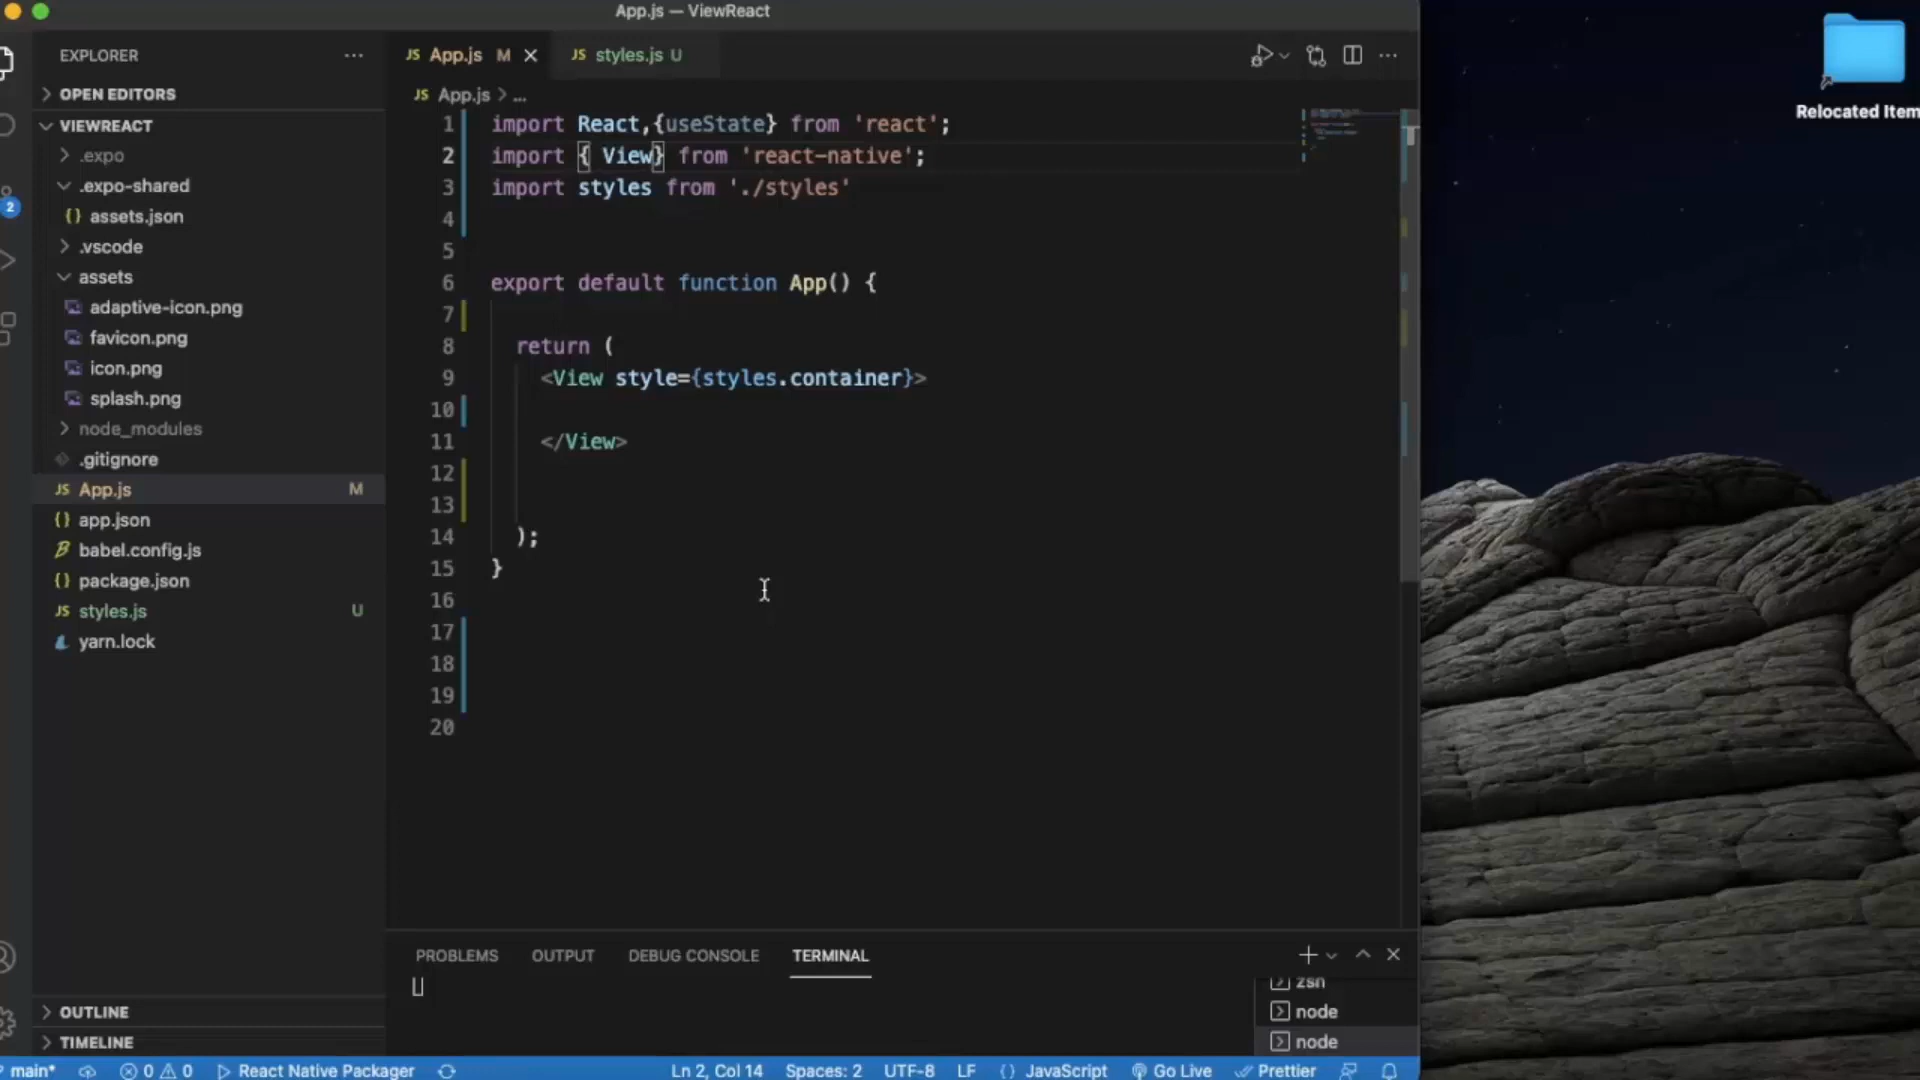 App.js — ViewReact
EXPLORER
OPEN EDITORS
VIEWREACT
.expo
.expo-shared
assets.json
.vscode
assets
adaptive-icon.png
favicon.png
icon.png
splash.png
node_modules
.gitignore
JS App.js M
app.json
babel.config.js
package.json
JS styles.js U
yarn.lock
OUTLINE
TIMELINE
2
JS App.js M
JS styles.js U
JS App.js > ...
1 import React,{useState} from 'react';
2 import { View} from 'react-native';
3 import styles from './styles'
4
5
6 export default function App() {
7
8 return (
9 <View style={styles.container}>
10
11 </View>
12
13
14 );
15 }
16
17
18
19
20
PROBLEMS OUTPUT DEBUG CONSOLE TERMINAL
zsh
node
node
main* 0 0 React Native Packager Ln 2, Col 14 Spaces: 2 UTF-8 LF {} JavaScript Go Live Prettier
Relocated Item